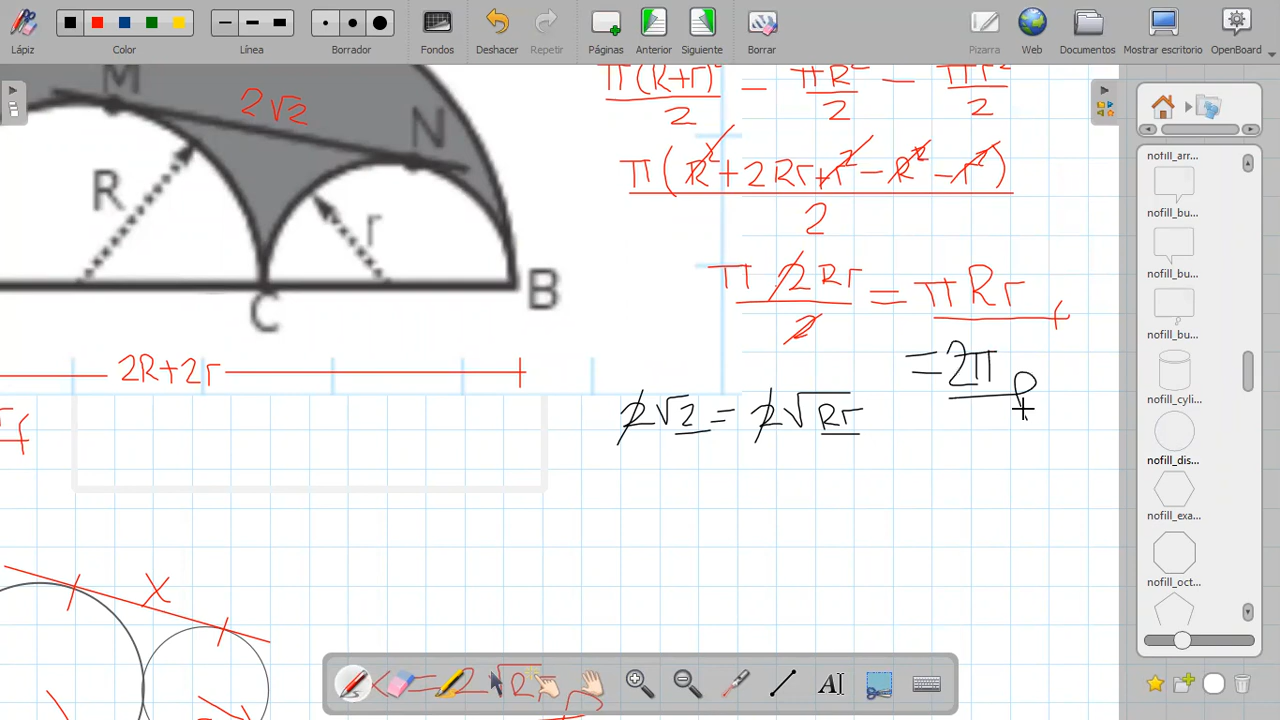 Lápiz Color Línea Borrador Fondos Deshacer Repetir Páginas Anterior Siguiente Borrar Pizarra Web Documentos Mostrar escritorio OpenBoard
M
2√2
N
R
r
C
B
2R+2r
π(R+r)²/2 − πR²/2 − πr²/2
π(R²+2Rr+r²−R²−r²)/2
π2Rr/2 = πRr
= 2π
2√2 = 2√Rr
x
x = 2√Rr
nofill_arr...
nofill_bu...
nofill_bu...
nofill_bu...
nofill_cyli...
nofill_dis...
nofill_exa...
nofill_oct...